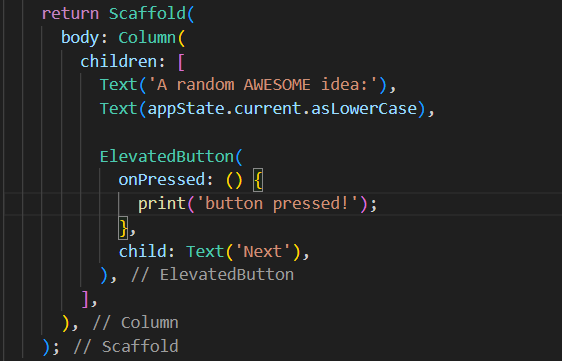 return Scaffold(
body: Column(
children: [
Text('A random AWESOME idea:'),
Text(appState.current.asLowerCase),
ElevatedButton(
onPressed: () {
print('button pressed!');
},
child: Text('Next'),
), // ElevatedButton
],
), // Column
); // Scaffold